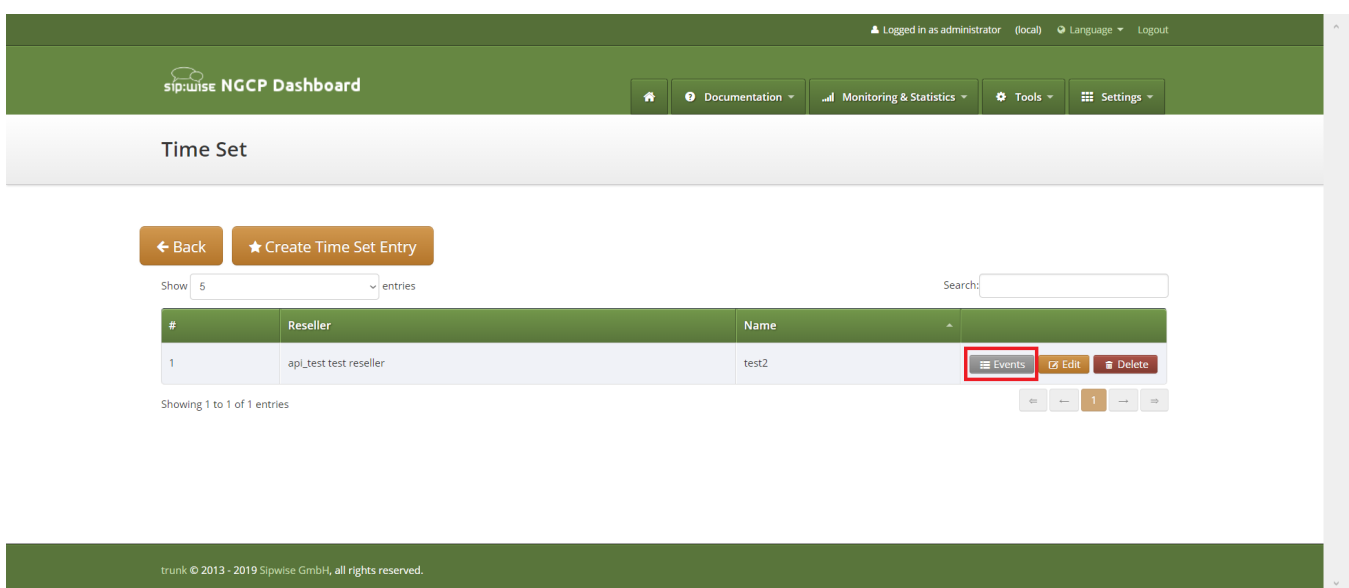 Logged in as administrator (local) Language Logout
sip:wise NGCP Dashboard
Documentation Monitoring & Statistics Tools Settings
Time Set
Back Create Time Set Entry
Show 5 entries Search:
# Reseller Name
1 api_test test reseller test2 Events Edit Delete
Showing 1 to 1 of 1 entries ⇐ ← 1 → ⇒
trunk © 2013 - 2019 Sipwise GmbH, all rights reserved.